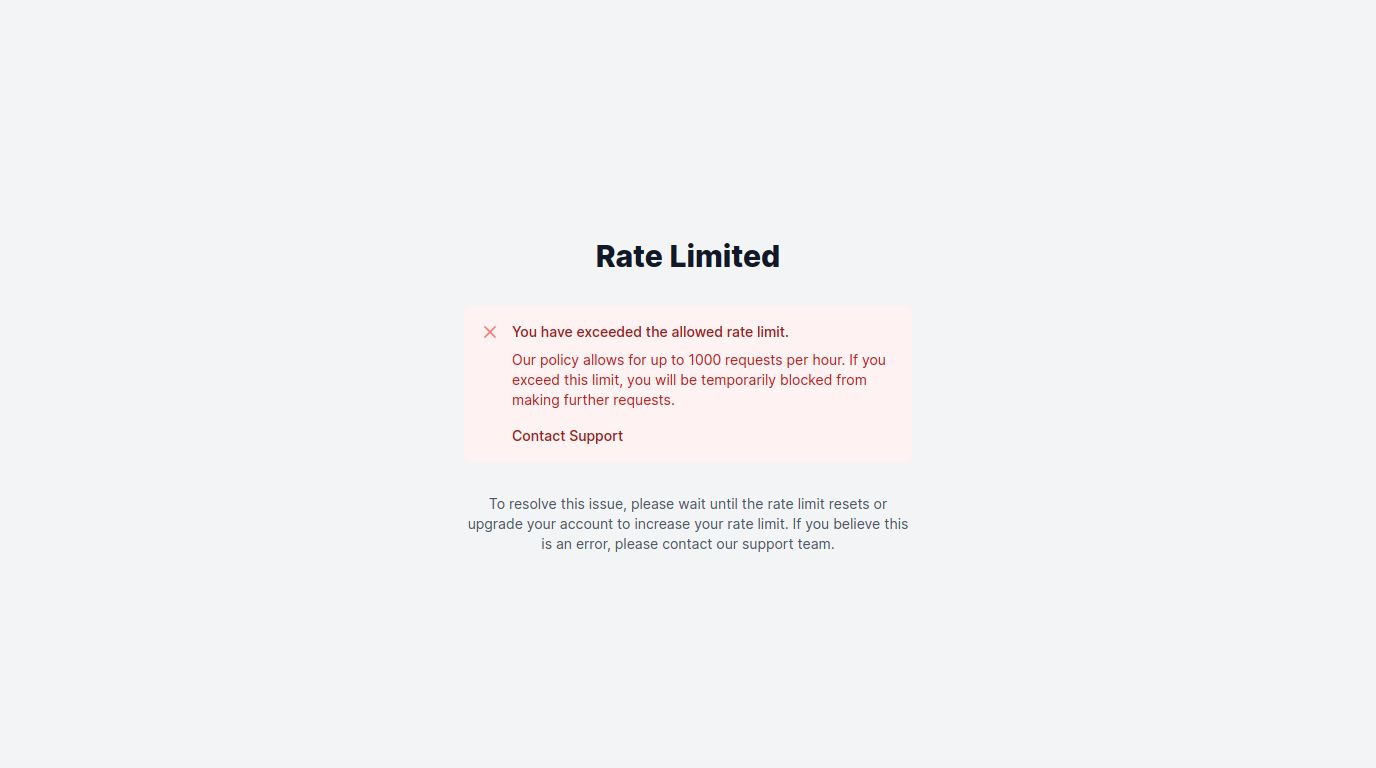 Rate Limited
You have exceeded the allowed rate limit.
Our policy allows for up to 1000 requests per hour. If you
exceed this limit, you will be temporarily blocked from
making further requests.
Contact Support
To resolve this issue, please wait until the rate limit resets or
upgrade your account to increase your rate limit. If you believe this
is an error, please contact our support team.